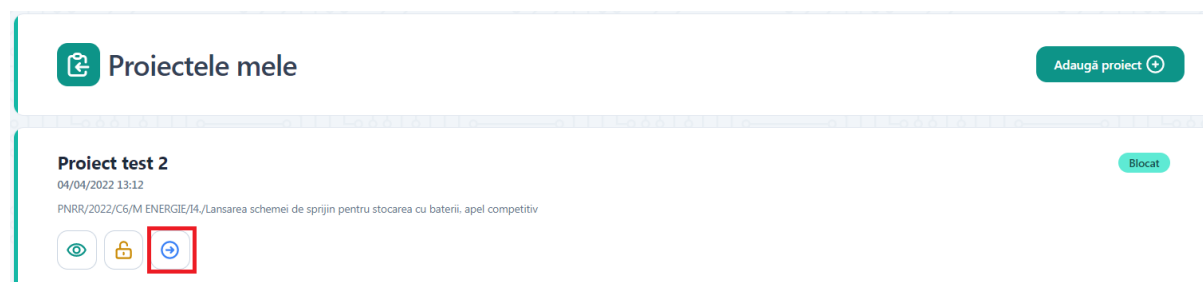 Proiectele mele
Adaugă proiect
Proiect test 2
Blocat
04/04/2022 13:12
PNRR/2022/C6/M ENERGIE/I4./Lansarea schemei de sprijin pentru stocarea cu baterii. apel competitiv